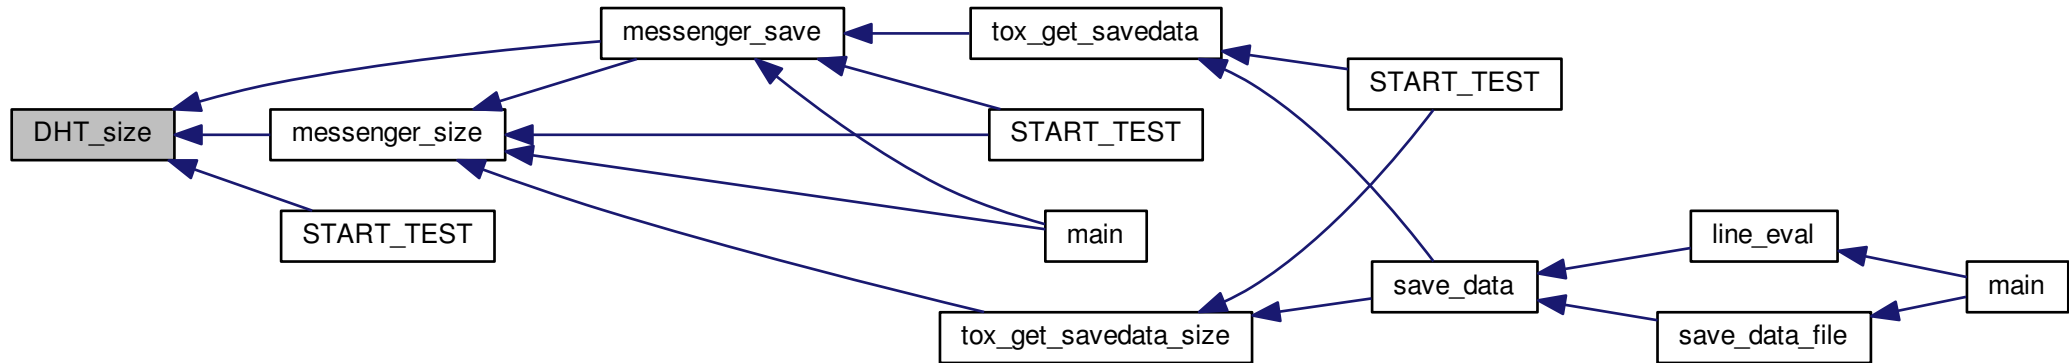 DHT_size
messenger_save
messenger_size
START_TEST
tox_get_savedata
START_TEST
main
tox_get_savedata_size
START_TEST
save_data
line_eval
save_data_file
main